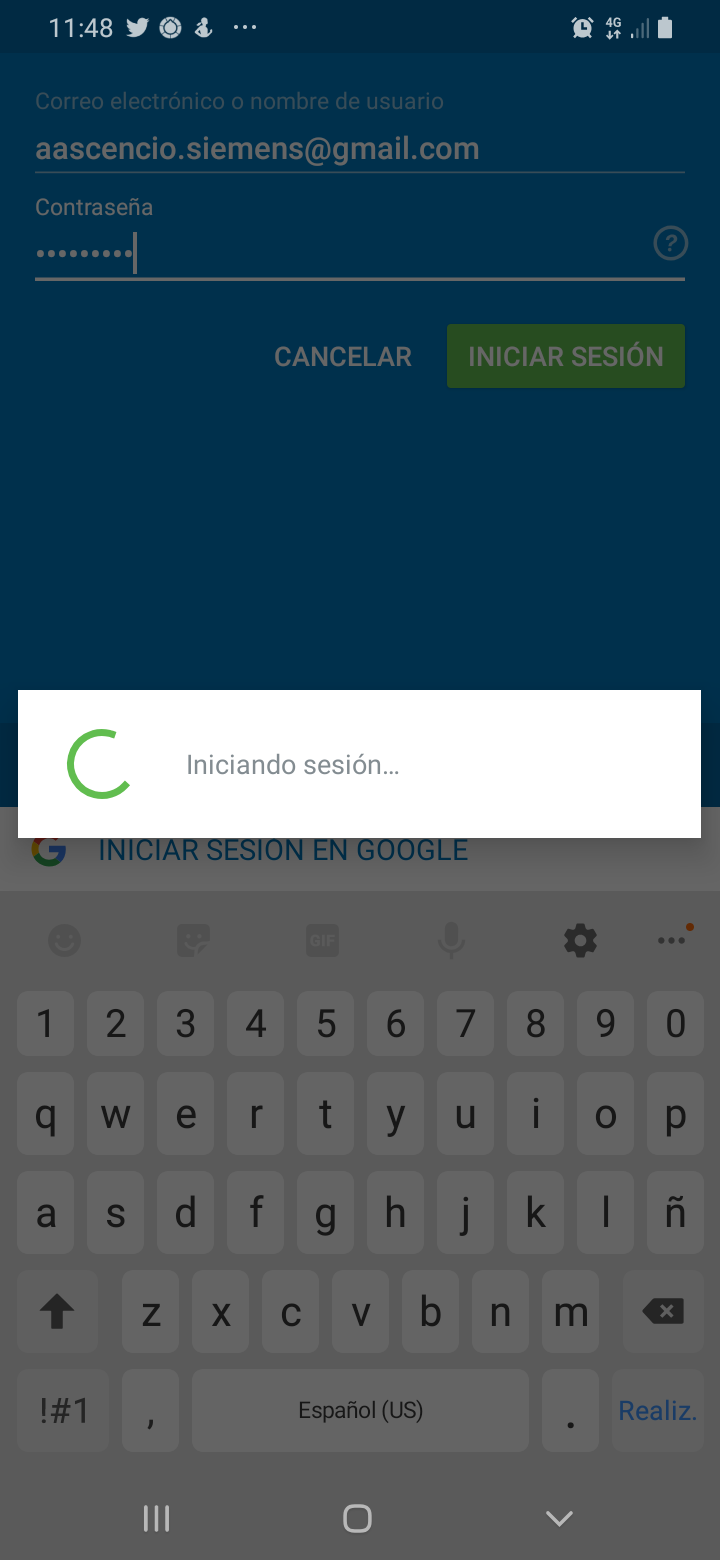 11:48
4G
Correo electrónico o nombre de usuario
aascencio.siemens@gmail.com
Contraseña
•••••••••
?
CANCELAR INICIAR SESIÓN
Iniciando sesión...
INICIAR SESIÓN EN GOOGLE
GIF
1 2 3 4 5 6 7 8 9 0
q w e r t y u i o p
a s d f g h j k l ñ
z x c v b n m
!#1 , Español (US) . Realiz.